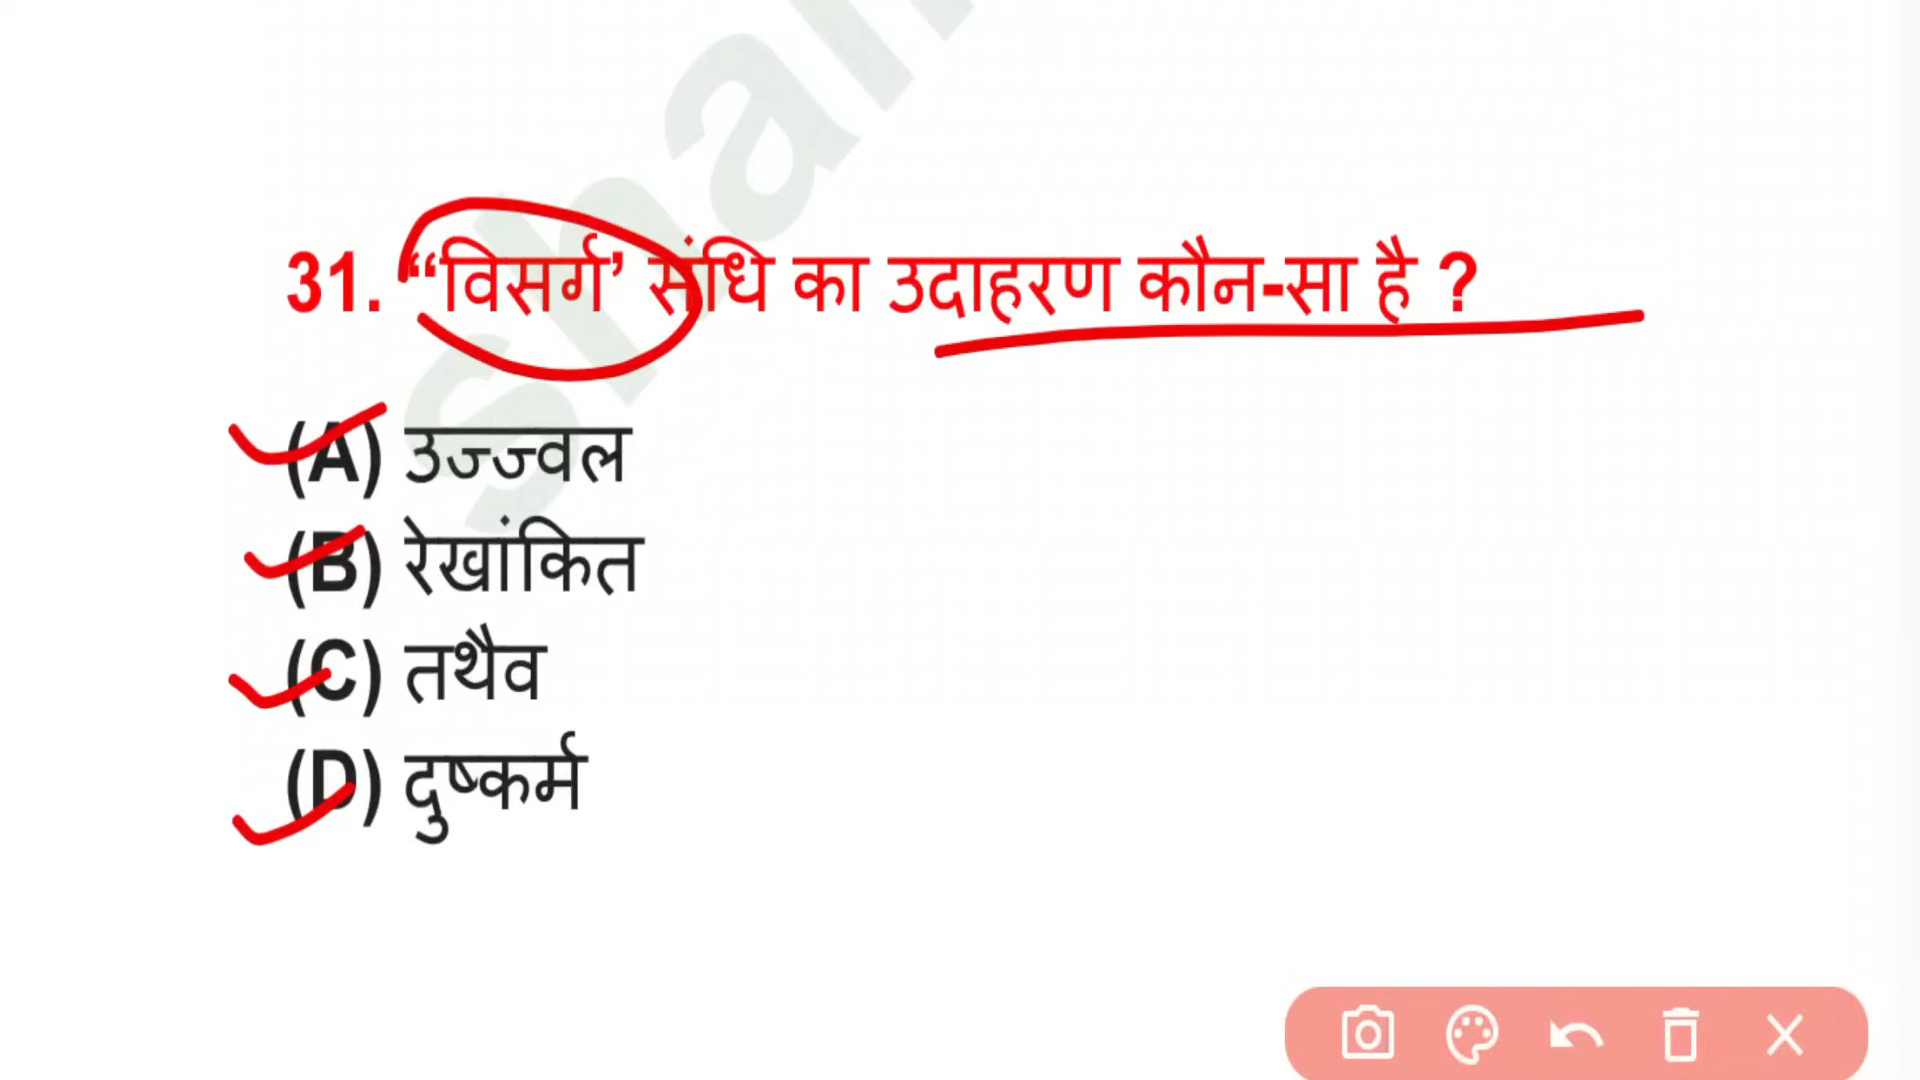 31. “विसर्ग’ संधि का उदाहरण कौन-सा है ?
(A) उज्ज्वल
(B) रेखांकित
(C) तथैव
(D) दुष्कर्म